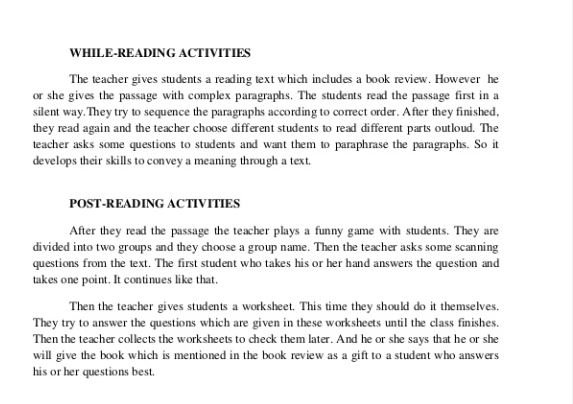 WHILE-READING ACTIVITIES
The teacher gives students a reading text which includes a book review. However he
or she gives the passage with complex paragraphs. The students read the passage first in a
silent way.They try to sequence the paragraphs according to correct order. After they finished,
they read again and the teacher choose different students to read different parts outloud. The
teacher asks some questions to students and want them to paraphrase the paragraphs. So it
develops their skills to convey a meaning through a text.
POST-READING ACTIVITIES
After they read the passage the teacher plays a funny game with students. They are
divided into two groups and they choose a group name. Then the teacher asks some scanning
questions from the text. The first student who takes his or her hand answers the question and
takes one point. It continues like that.
Then the teacher gives students a worksheet. This time they should do it themselves.
They try to answer the questions which are given in these worksheets until the class finishes.
Then the teacher collects the worksheets to check them later. And he or she says that he or she
will give the book which is mentioned in the book review as a gift to a student who answers
his or her questions best.